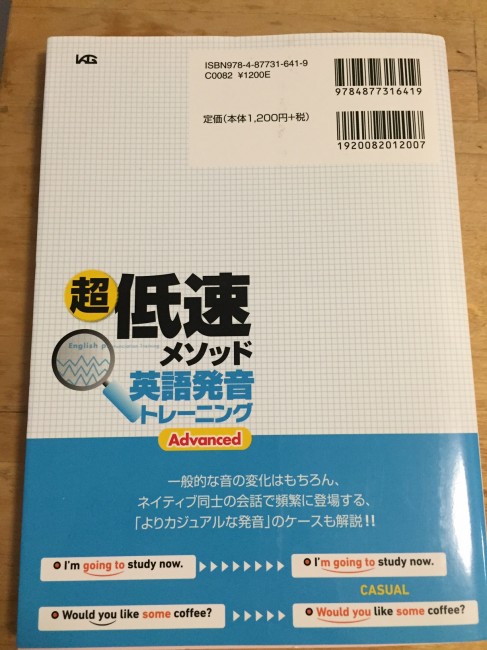 IKG
ISBN978-4-87731-641-9
C0082 ¥1200E
9784877316419
定価(本体1,200円+税)
1920082012007
超低速
メソッド
English p
英語発音
トレーニング
Advanced
一般的な音の変化はもちろん、
ネイティブ同士の会話で頻繁に登場する、
「よりカジュアルな発音」のケースも解説!!
I'm going to study now.
I'm going to study now.
CASUAL
Would you like some coffee?
Would you like some coffee?